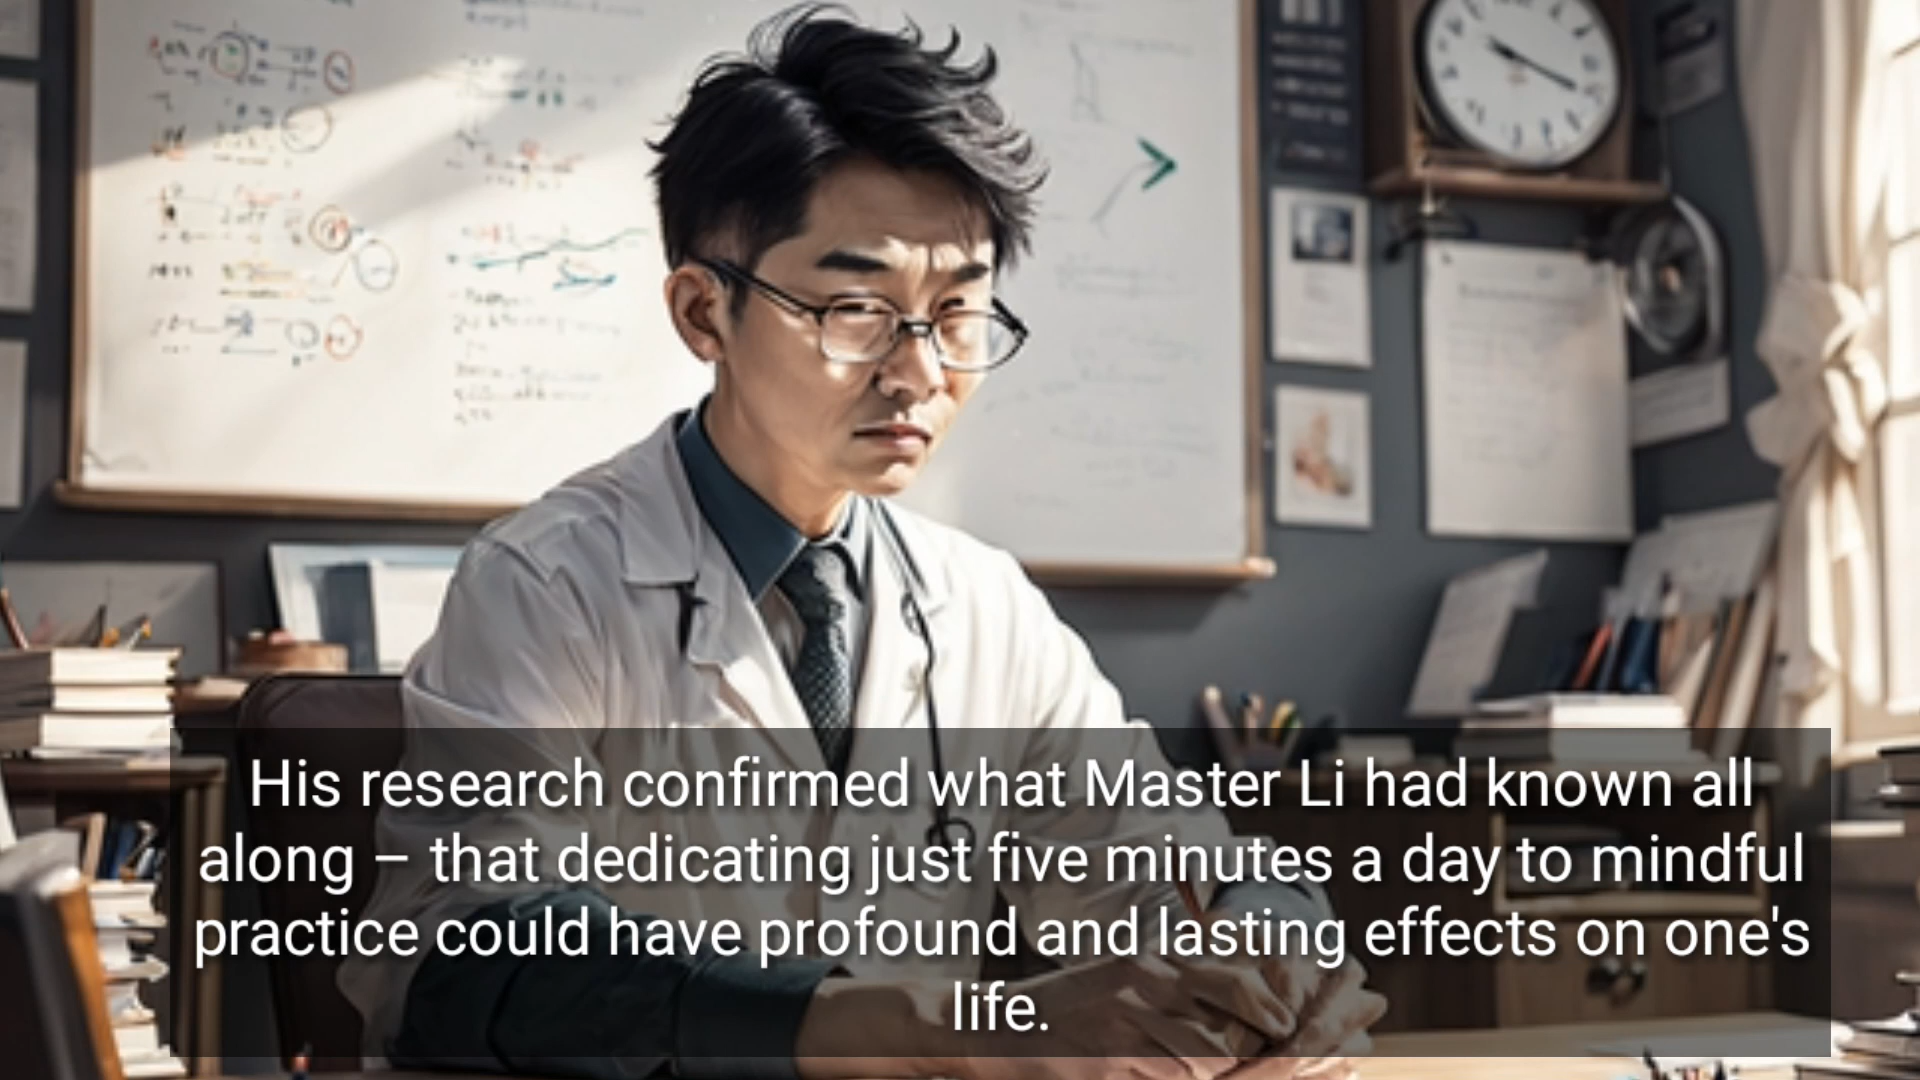 His research confirmed what Master Li had known all
along – that dedicating just five minutes a day to mindful
practice could have profound and lasting effects on one's
life.